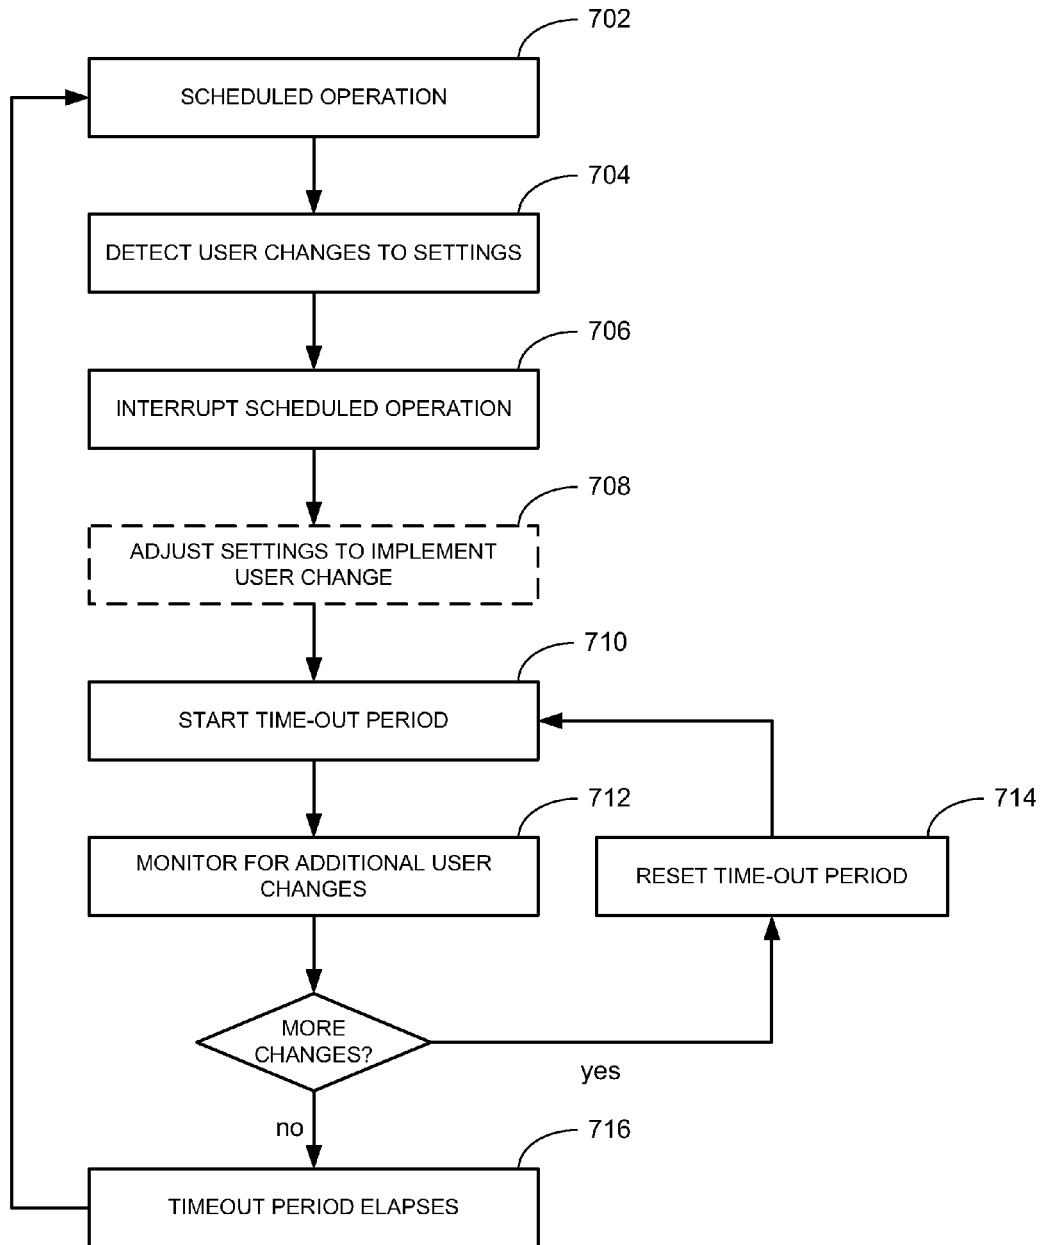 702
SCHEDULED OPERATION
704
DETECT USER CHANGES TO SETTINGS
706
INTERRUPT SCHEDULED OPERATION
708
ADJUST SETTINGS TO IMPLEMENT
USER CHANGE
710
START TIME-OUT PERIOD
712
MONITOR FOR ADDITIONAL USER
CHANGES
714
RESET TIME-OUT PERIOD
MORE
CHANGES?
yes
no
716
TIMEOUT PERIOD ELAPSES